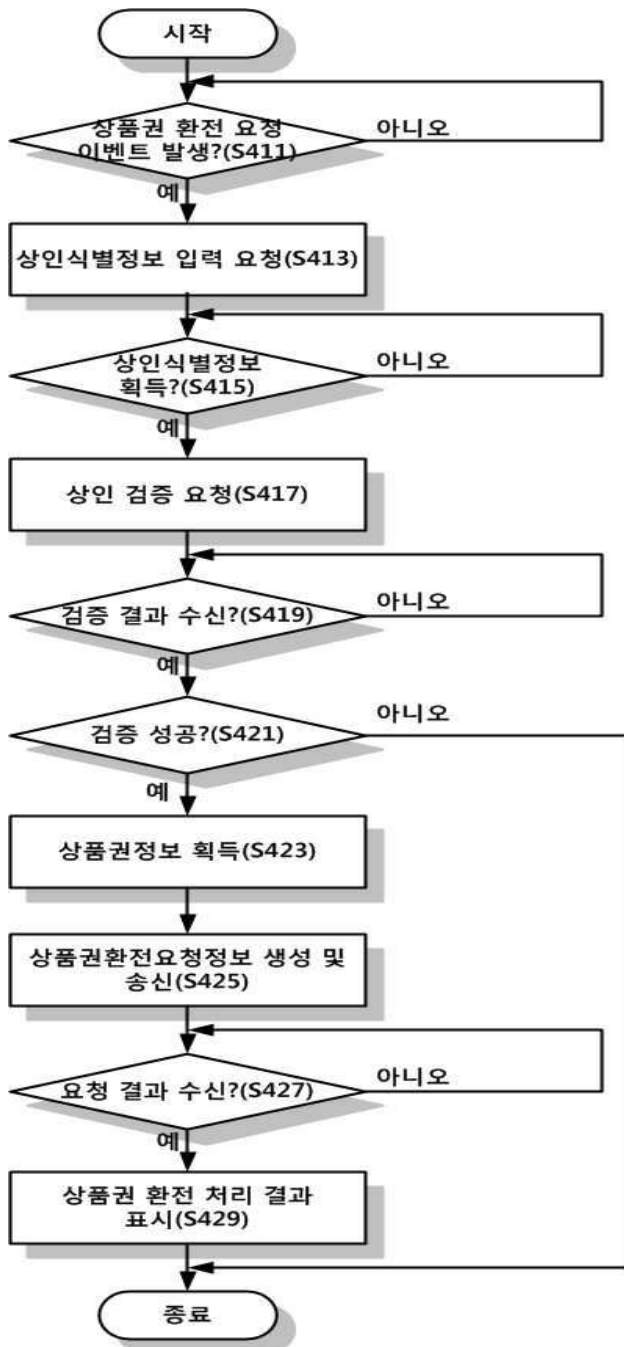 시작
상품권 환전 요청
이벤트 발생?(S411)
아니오
예
상인식별정보 입력 요청(S413)
상인식별정보
획득?(S415)
아니오
예
상인 검증 요청(S417)
검증 결과 수신?(S419)
아니오
예
검증 성공?(S421)
아니오
예
상품권정보 획득(S423)
상품권환전요청정보 생성 및
송신(S425)
요청 결과 수신?(S427)
아니오
예
상품권 환전 처리 결과
표시(S429)
종료